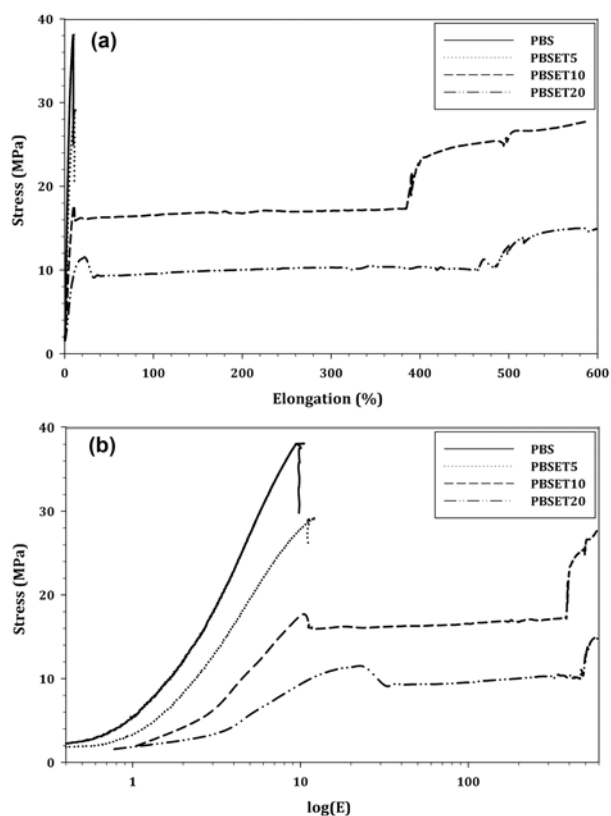 (a)
PBS
PBSET5
PBSET10
PBSET20
40
30
20
10
0
Stress (MPa)
0 100 200 300 400 500 600
Elongation (%)
(b)
PBS
PBSET5
PBSET10
PBSET20
40
30
20
10
0
Stress (MPa)
1 10 100
log(E)